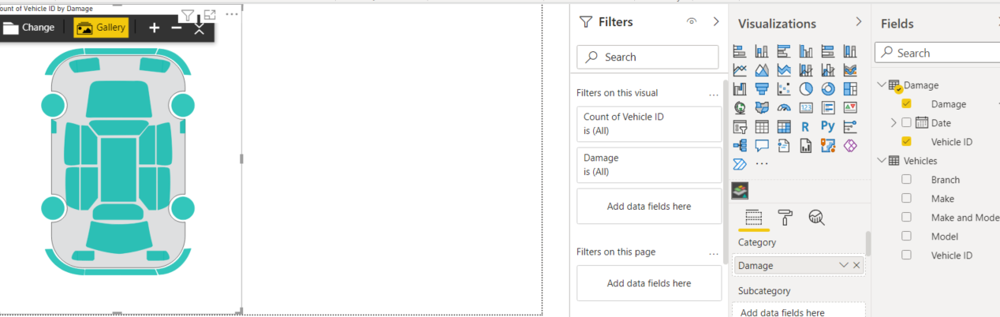 ount of Vehicle ID by Damage
Change
Gallery
Filters
Search
Filters on this visual
...
Count of Vehicle ID
is (All)
Damage
is (All)
Add data fields here
Filters on this page
...
Add data fields here
Visualizations
123
R
Py
...
Category
Damage
Subcategory
Add data fields here
Fields
Search
Damage
Damage
Date
Vehicle ID
Vehicles
Branch
Make
Make and Mode
Model
Vehicle ID